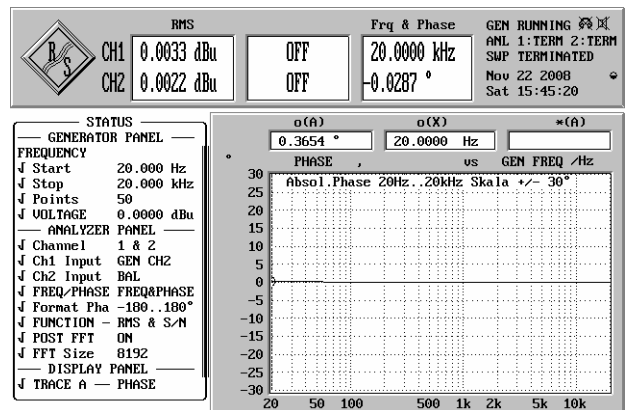 RMS Frq & Phase GEN RUNNING
R S CH1 0.0033 dBu OFF 20.0000 kHz ANL 1:TERM 2:TERM
SWP TERMINATED
CH2 0.0022 dBu OFF -0.0287 ° Nov 22 2008
Sat 15:45:20
STATUS
GENERATOR PANEL
FREQUENCY
Start 20.000 Hz
Stop 20.000 kHz
Points 50
VOLTAGE 0.0000 dBu
ANALYZER PANEL
Channel 1 & 2
Ch1 Input GEN CH2
Ch2 Input BAL
FREQ/PHASE FREQ&PHASE
Format Pha -180..180°
FUNCTION - RMS & S/N
POST FFT ON
FFT Size 8192
DISPLAY PANEL
TRACE A — PHASE
o(A) o(X) *(A)
0.3654 ° 20.0000 Hz
° PHASE , vs GEN FREQ /Hz
Absol.Phase 20Hz..20kHz Skala +/- 30°
30
25
20
15
10
5
0
-5
-10
-15
-20
-25
-30
20 50 100 500 1k 2k 5k 10k